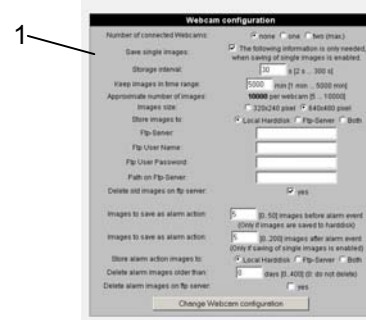 Webcam configuration
1
Number of connected Webcams: none one two (max.)
Save single images: The following information is only needed,
when saving of single images is enabled.
Storage interval: 30 s [2 s ... 300 s]
Keep images in time range: 5000 min [1 min ... 5000 min]
Approximate number of images: 10000 per webcam [5 ... 10000]
Images size: 320x240 pixel 640x480 pixel
Store images to: Local Harddisk Ftp-Server Both
Ftp-Server:
Ftp User Name:
Ftp User Password:
Path on Ftp-Server:
Delete old images on ftp server: yes
Images to save as alarm action: 5 [0..50] images before alarm event
(Only if images are saved to harddisk)
Images to save as alarm action: 5 [0..200] images after alarm event
(Only if saving of single images is enabled)
Store alarm action images to: Local Harddisk Ftp-Server Both
Delete alarm images older than: 0 days [0..400] (0: do not delete)
Delete alarm images on ftp server: yes
Change Webcam configuration